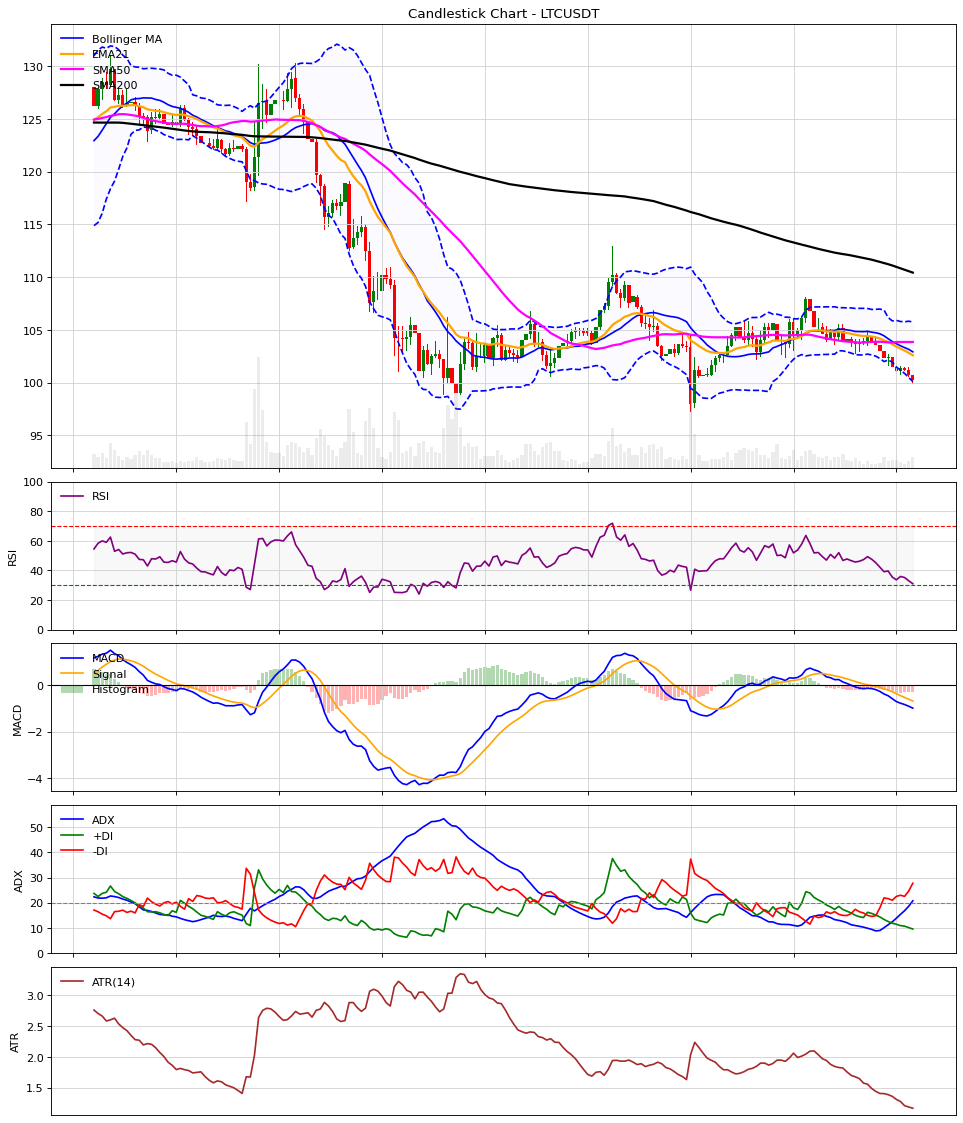 Candlestick Chart - LTCUSDT
Bollinger MA
EMA21
SMA50
SMA200
130
125
120
115
110
105
100
95
RSI
100
80
60
40
20
0
RSI
MACD
Signal
Histogram
0
−2
−4
MACD
ADX
+DI
-DI
50
40
30
20
10
0
ADX
ATR(14)
3.0
2.5
2.0
1.5
ATR